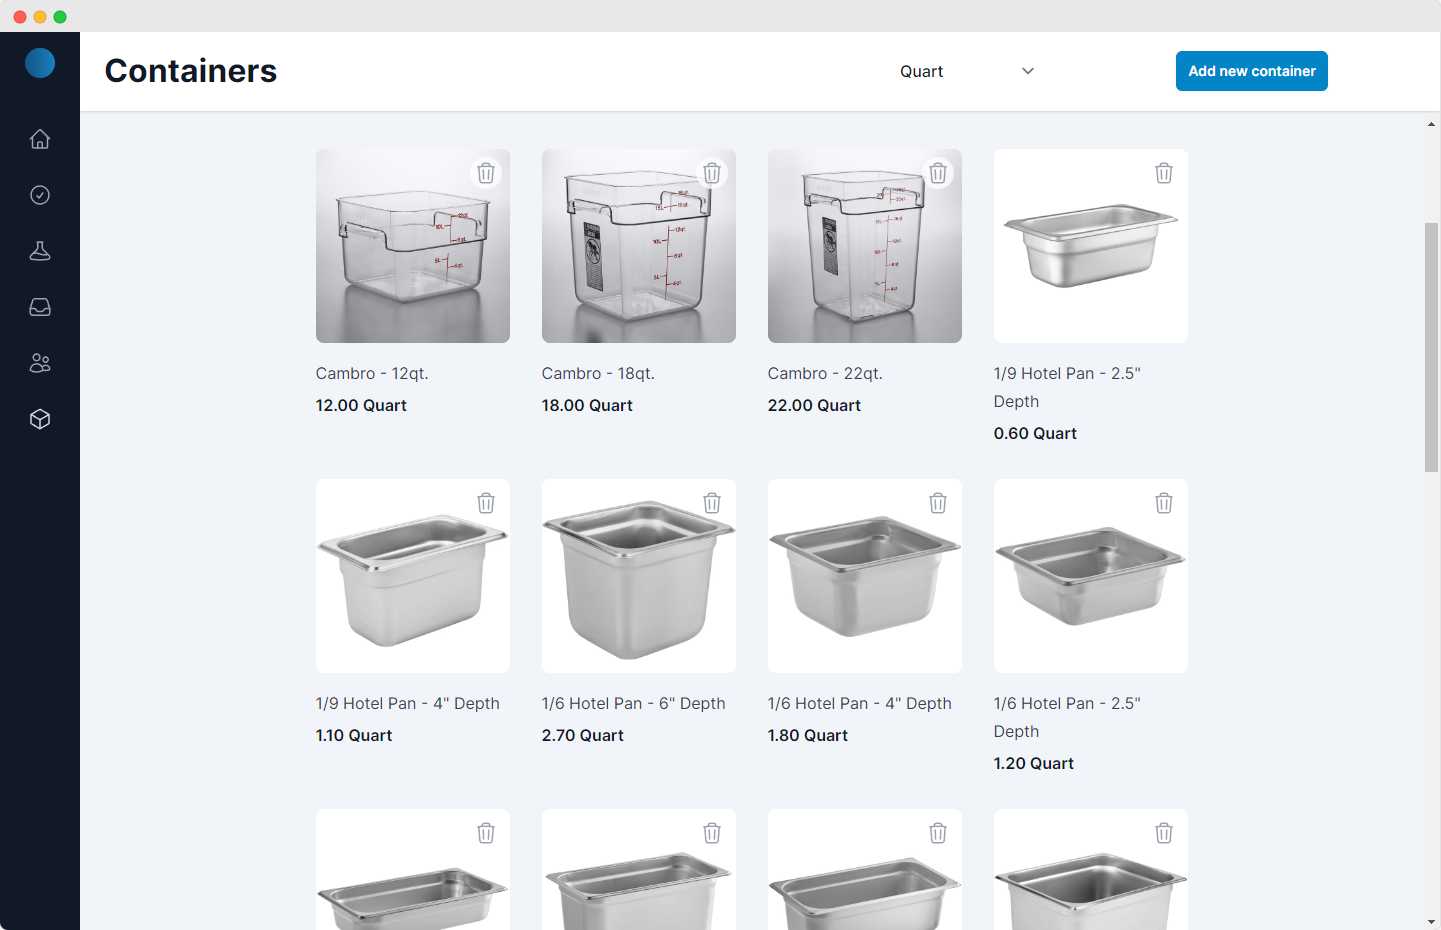 Containers
Quart
Add new container
Cambro - 12qt.
12.00 Quart
Cambro - 18qt.
18.00 Quart
Cambro - 22qt.
22.00 Quart
1/9 Hotel Pan - 2.5"
Depth
0.60 Quart
1/9 Hotel Pan - 4" Depth
1.10 Quart
1/6 Hotel Pan - 6" Depth
2.70 Quart
1/6 Hotel Pan - 4" Depth
1.80 Quart
1/6 Hotel Pan - 2.5"
Depth
1.20 Quart